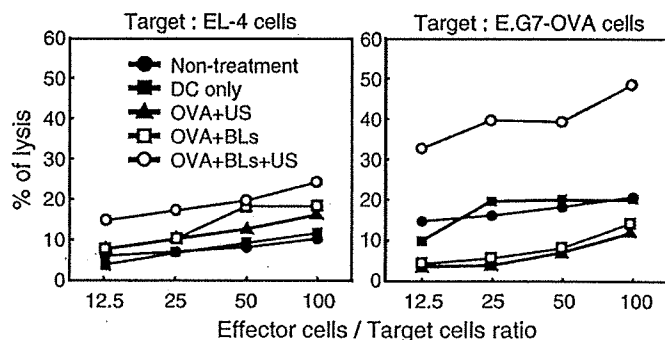 Target : EL-4 cells
Target : E.G7-OVA cells
% of lysis
60
50
40
30
20
10
0
Non-treatment
DC only
OVA+US
OVA+BLs
OVA+BLs+US
60
50
40
30
20
10
0
12.5 25 50 100
12.5 25 50 100
Effector cells / Target cells ratio